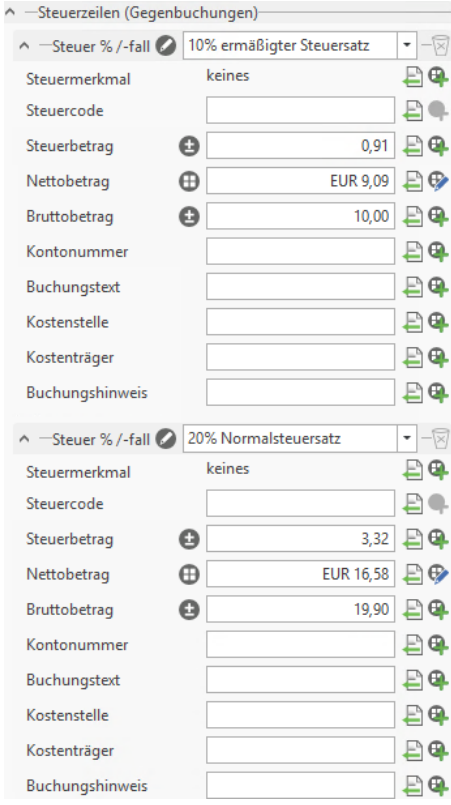 Steuerzeilen (Gegenbuchungen)
Steuer % /-fall 10% ermäßigter Steuersatz
Steuermerkmal keines
Steuercode
Steuerbetrag 0,91
Nettobetrag EUR 9,09
Bruttobetrag 10,00
Kontonummer
Buchungstext
Kostenstelle
Kostenträger
Buchungshinweis
Steuer % /-fall 20% Normalsteuersatz
Steuermerkmal keines
Steuercode
Steuerbetrag 3,32
Nettobetrag EUR 16,58
Bruttobetrag 19,90
Kontonummer
Buchungstext
Kostenstelle
Kostenträger
Buchungshinweis